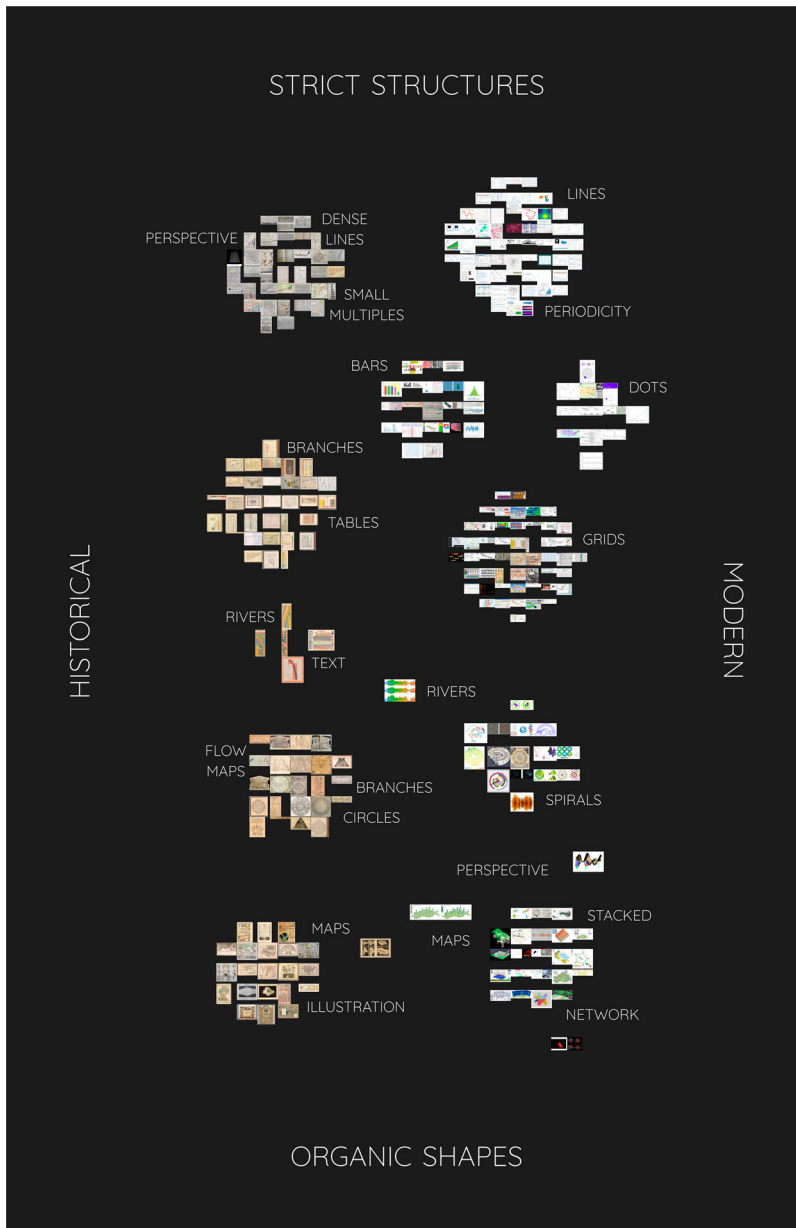 STRICT STRUCTURES
LINES
DENSE
PERSPECTIVE
LINES
SMALL
MULTIPLES
PERIODICITY
BARS
DOTS
BRANCHES
TABLES
GRIDS
HISTORICAL
MODERN
RIVERS
TEXT
RIVERS
FLOW
MAPS
BRANCHES
CIRCLES
SPIRALS
PERSPECTIVE
STACKED
MAPS
MAPS
ILLUSTRATION
NETWORK
ORGANIC SHAPES